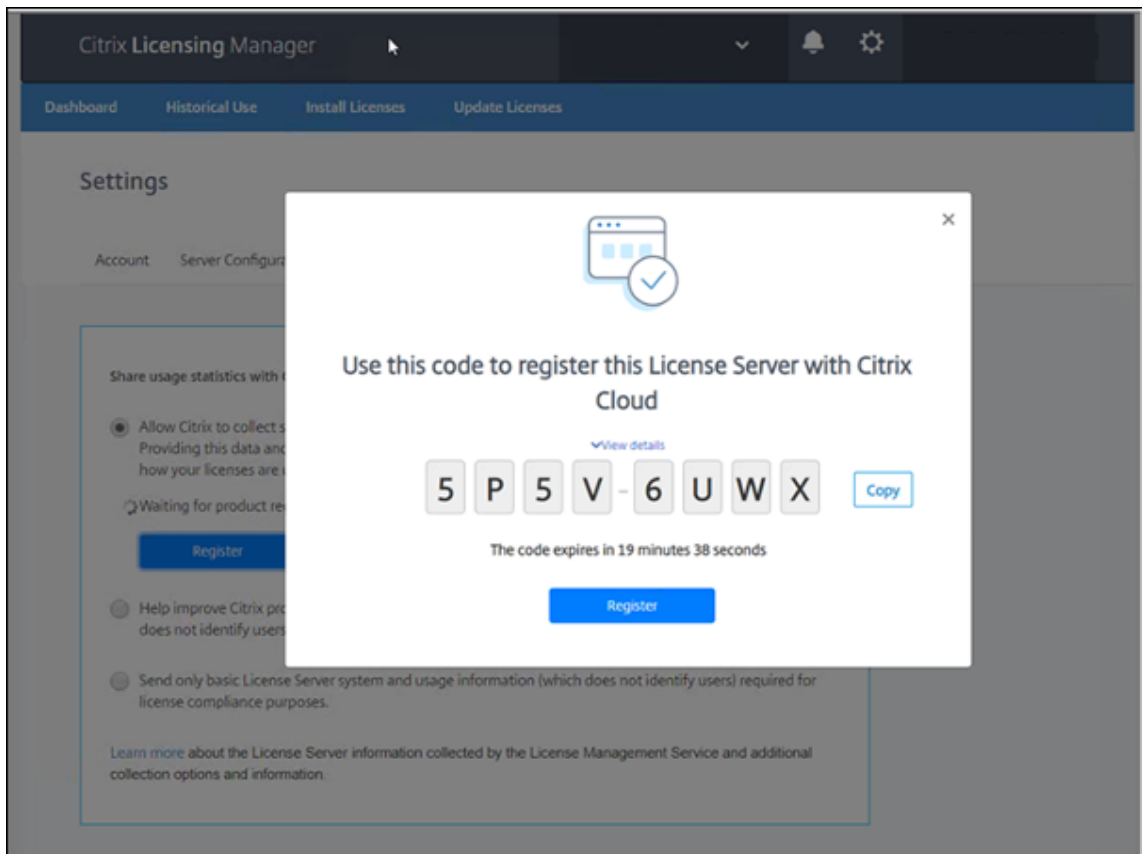 Citrix Licensing Manager
Dashboard Historical Use Install Licenses Update Licenses
Settings
Account Server
Share usage statistics with
Allow Citrix to collect
Providing this data and
how your licenses are
Waiting for product
Register
Help improve Citrix
does not identify users
Send only basic License Server system and usage information (which does not identify users) required for
license compliance purposes.
Learn more about the License Server information collected by the License Management Service and additional
collection options and information.
Use this code to register this License Server with Citrix
Cloud
View details
5 P 5 V - 6 U W X
Copy
The code expires in 19 minutes 38 seconds
Register